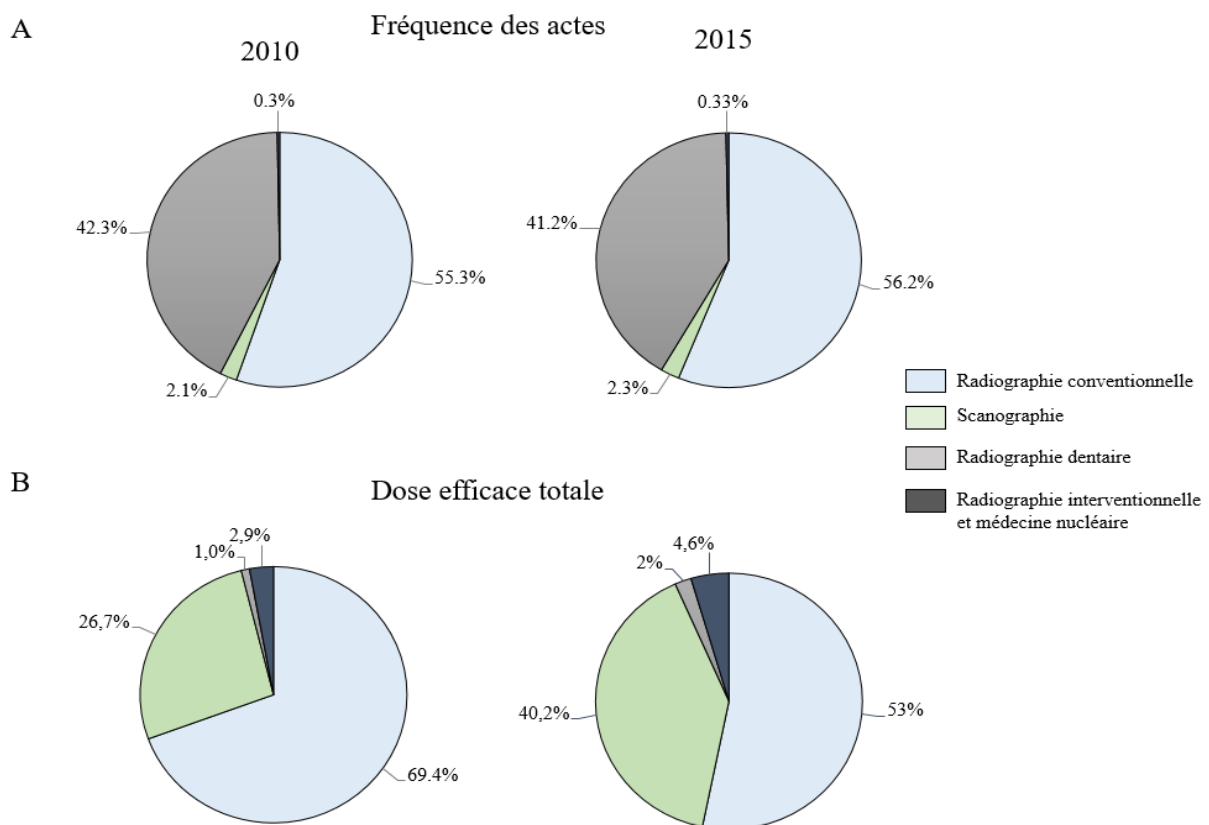 A
Fréquence des actes
2010
2015
0.3%
0.33%
42.3%
41.2%
55.3%
56.2%
2.1%
2.3%
Radiographie conventionnelle
Scanographie
Radiographie dentaire
Radiographie interventionnelle
et médecine nucléaire
B
Dose efficace totale
2,9%
1,0%
4,6%
2%
26,7%
40,2%
53%
69.4%